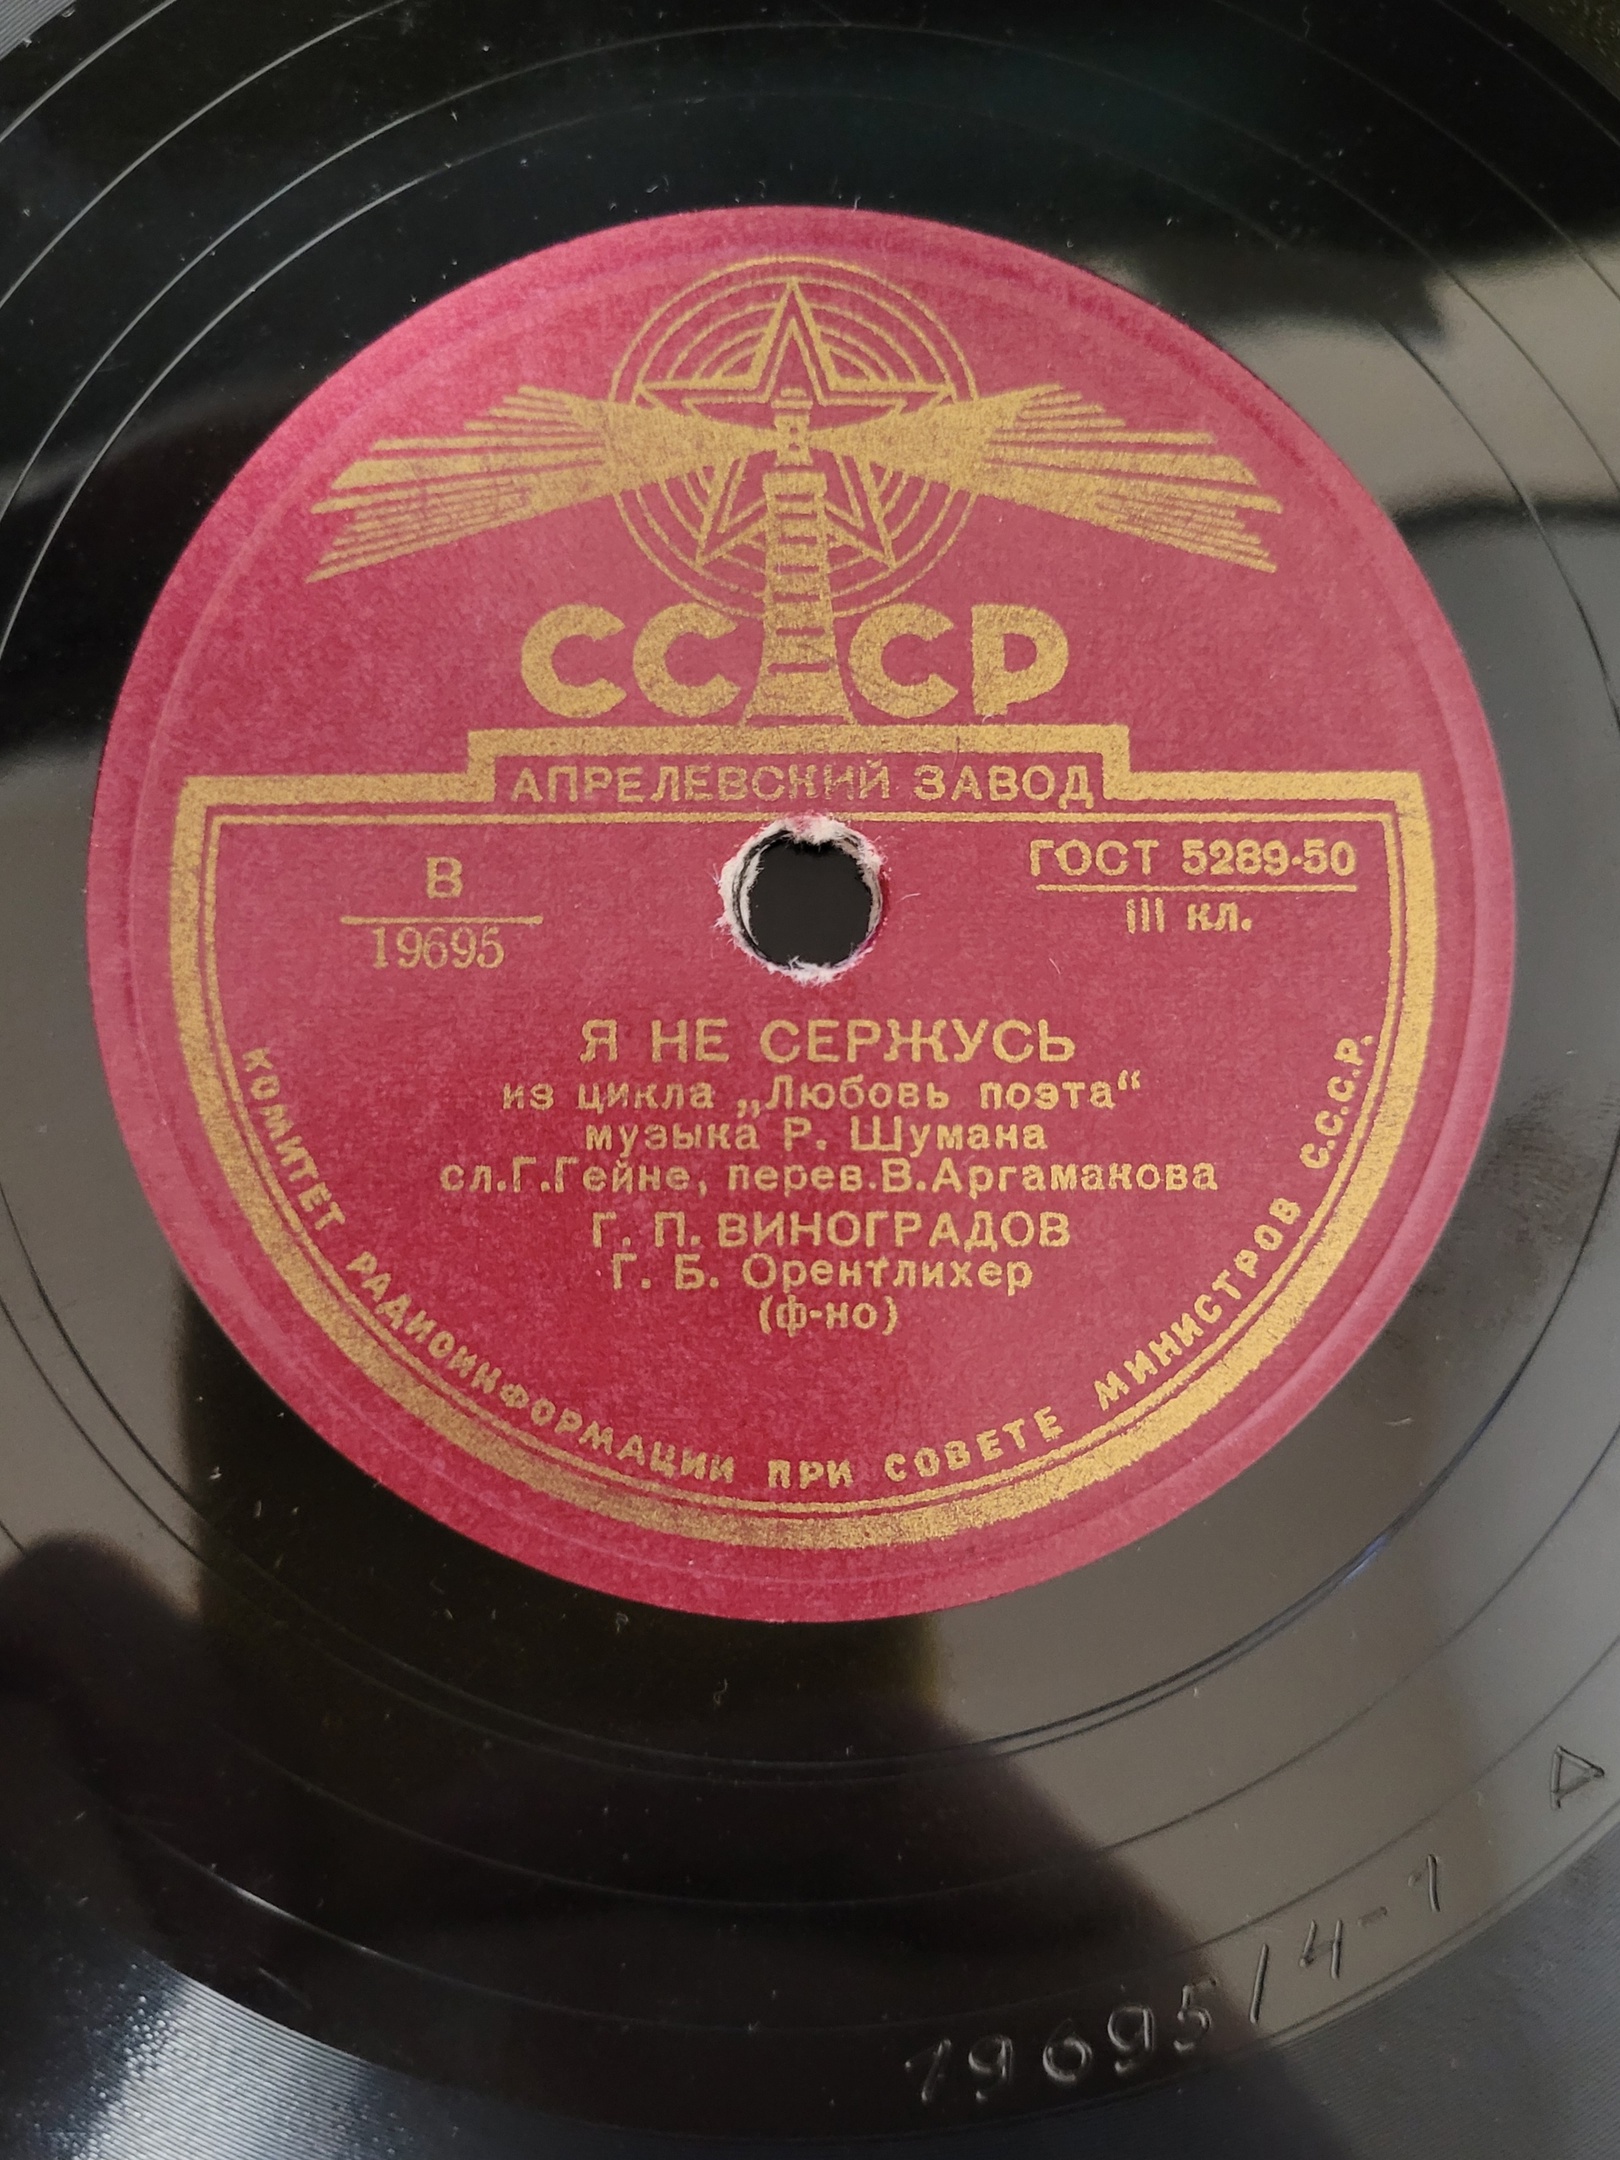 СССР
АПРЕЛЕВСКИЙ ЗАВОД
В
19695
ГОСТ 5289-50
III кл.
Я НЕ СЕРЖУСЬ
из цикла „Любовь поэта“
музыка Р. Шумана
сл.Г.Гейне, перев.В.Аргамакова
Г. П. ВИНОГРАДОВ
Г. Б. Орентлихер
(ф-но)
КОМИТЕТ РАДИОИНФОРМАЦИИ ПРИ СОВЕТЕ МИНИСТРОВ С.С.С.Р.
19695/4-1